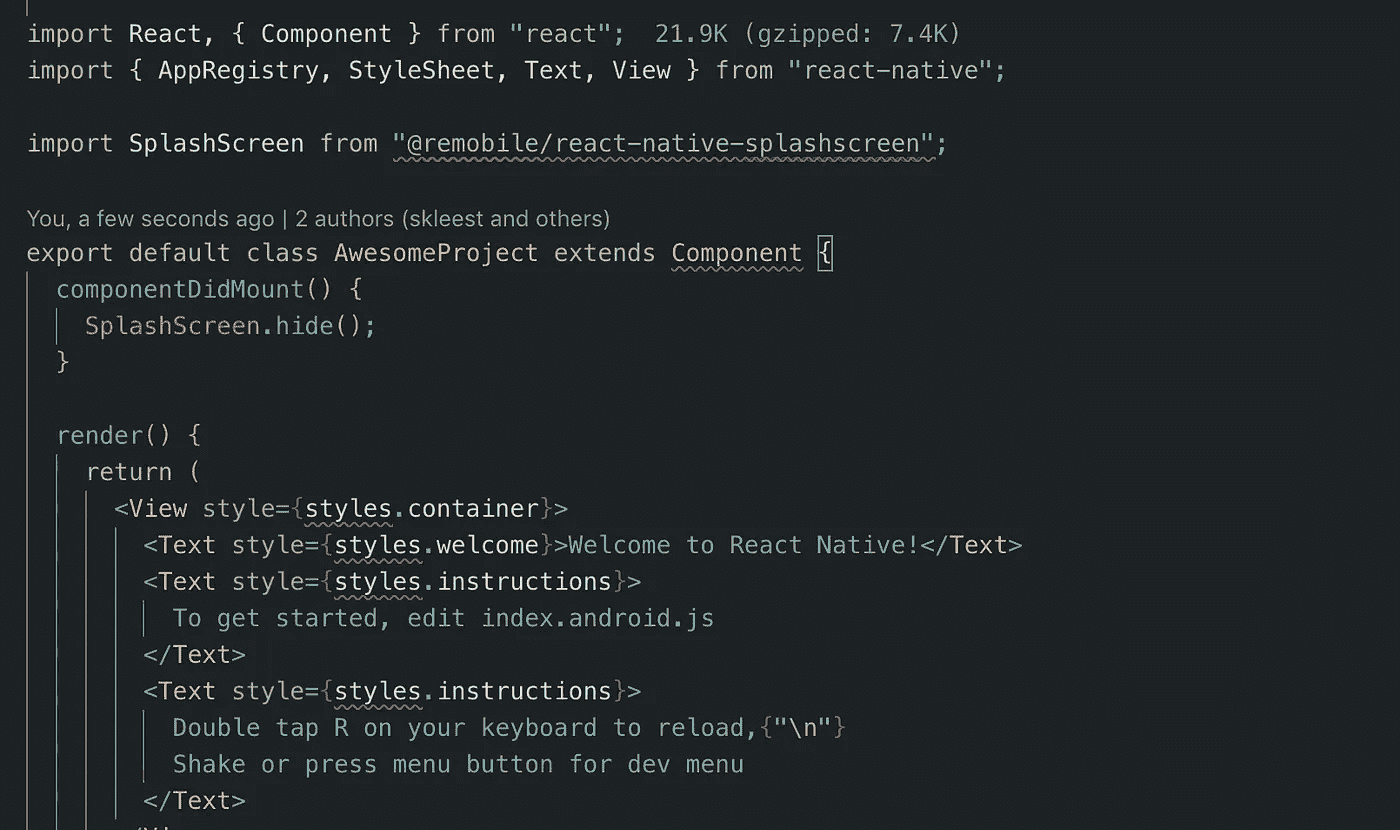 import React, { Component } from "react";  21.9K (gzipped: 7.4K)
import { AppRegistry, StyleSheet, Text, View } from "react-native";
import SplashScreen from "@remobile/react-native-splashscreen";
You, a few seconds ago | 2 authors (skleest and others)
export default class AwesomeProject extends Component {
  componentDidMount() {
    SplashScreen.hide();
  }
  render() {
    return (
      <View style={styles.container}>
        <Text style={styles.welcome}>Welcome to React Native!</Text>
        <Text style={styles.instructions}>
          To get started, edit index.android.js
        </Text>
        <Text style={styles.instructions}>
          Double tap R on your keyboard to reload,{"\n"}
          Shake or press menu button for dev menu
        </Text>